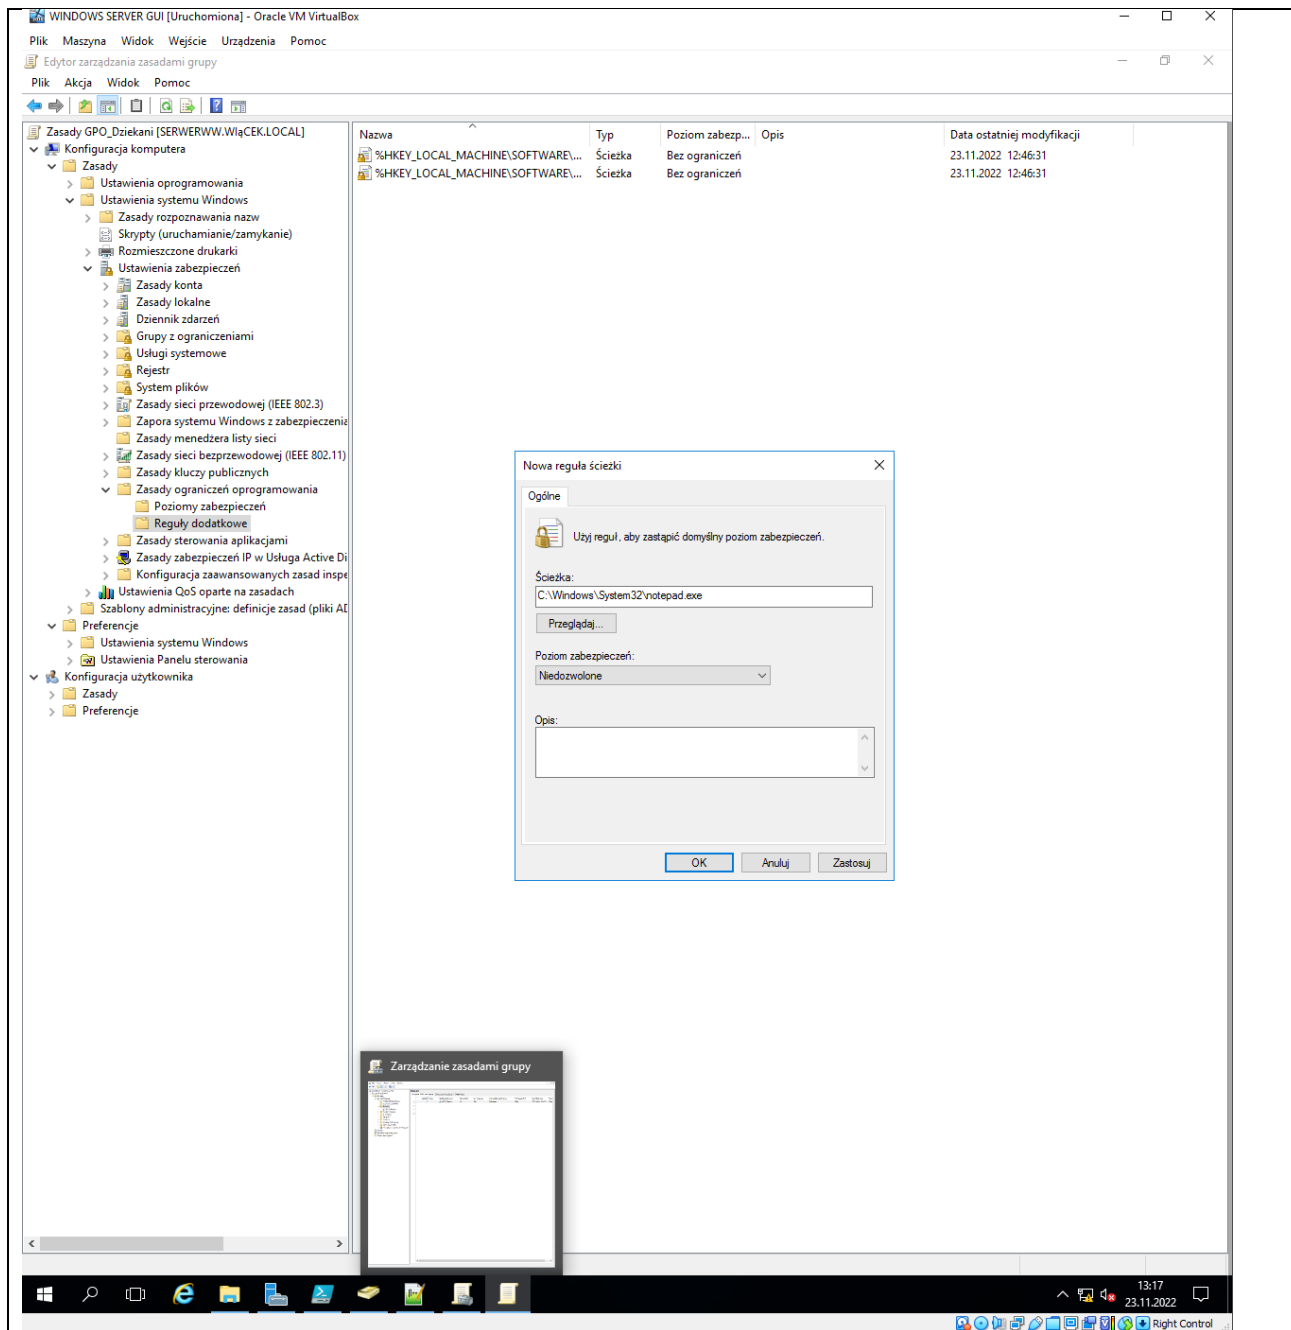 WINDOWS SERVER GUI [Uruchomiona] - Oracle VM VirtualBox
Plik Maszyna Widok Wejście Urządzenia Pomoc
Edytor zarządzania zasadami grupy
Plik Akcja Widok Pomoc
Zasady GPO_Dziekani [SERWERWW.WIąCEK.LOCAL]
Konfiguracja komputera
Zasady
Ustawienia oprogramowania
Ustawienia systemu Windows
Zasady rozpoznawania nazw
Skrypty (uruchamianie/zamykanie)
Rozmieszczone drukarki
Ustawienia zabezpieczeń
Zasady konta
Zasady lokalne
Dziennik zdarzeń
Grupy z ograniczeniami
Usługi systemowe
Rejestr
System plików
Zasady sieci przewodowej (IEEE 802.3)
Zapora systemu Windows z zabezpieczenia
Zasady menedżera listy sieci
Zasady sieci bezprzewodowej (IEEE 802.11)
Zasady kluczy publicznych
Zasady ograniczeń oprogramowania
Poziomy zabezpieczeń
Reguły dodatkowe
Zasady sterowania aplikacjami
Zasady zabezpieczeń IP w Usługa Active Di
Konfiguracja zaawansowanych zasad inspe
Ustawienia QoS oparte na zasadach
Szablony administracyjne: definicje zasad (pliki AD
Preferencje
Ustawienia systemu Windows
Ustawienia Panelu sterowania
Konfiguracja użytkownika
Zasady
Preferencje
Nazwa Typ Poziom zabezp... Opis Data ostatniej modyfikacji
%HKEY_LOCAL_MACHINE\SOFTWARE\... Ścieżka Bez ograniczeń 23.11.2022 12:46:31
%HKEY_LOCAL_MACHINE\SOFTWARE\... Ścieżka Bez ograniczeń 23.11.2022 12:46:31
Nowa reguła ścieżki
Ogólne
Użyj reguł, aby zastąpić domyślny poziom zabezpieczeń.
Ścieżka:
C:\Windows\System32\notepad.exe
Przeglądaj...
Poziom zabezpieczeń:
Niedozwolone
Opis:
OK Anuluj Zastosuj
Zarządzanie zasadami grupy
13:17
23.11.2022
Right Control